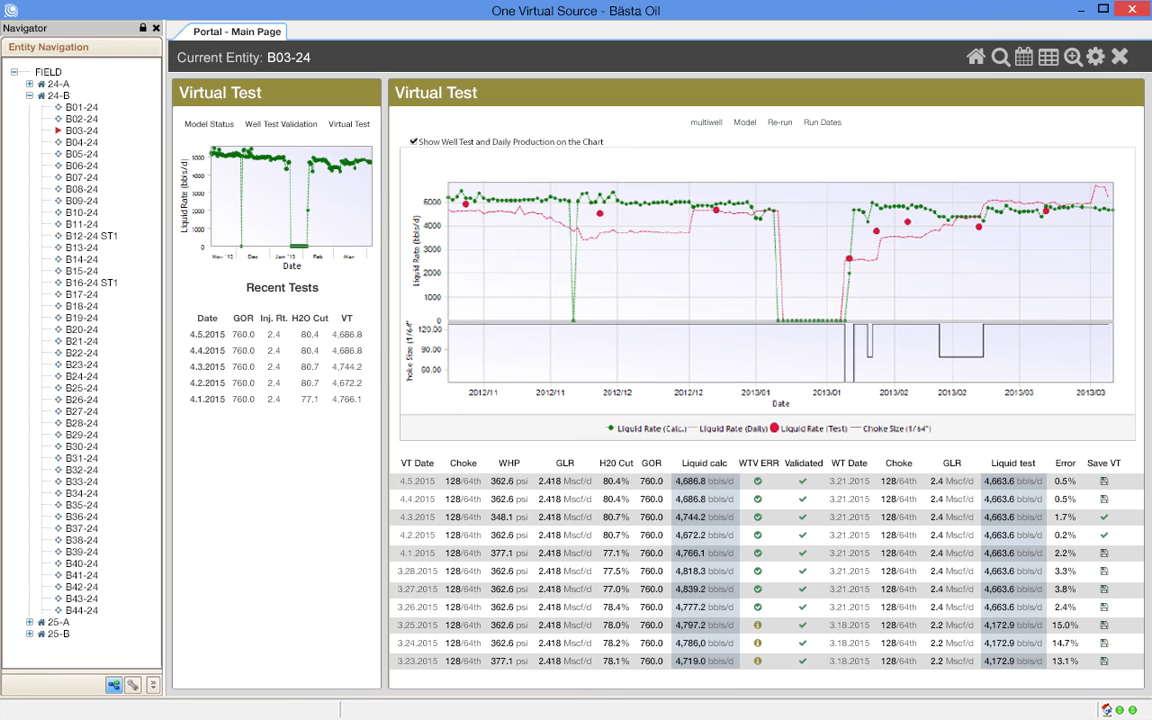 One Virtual Source - Bästa Oil
Navigator
Entity Navigation
FIELD
24-A
24-B
B01-24
B02-24
B03-24
B04-24
B05-24
B06-24
B07-24
B08-24
B09-24
B10-24
B11-24
B12-24 ST1
B13-24
B14-24
B15-24
B16-24 ST1
B17-24
B18-24
B19-24
B20-24
B21-24
B22-24
B23-24
B24-24
B25-24
B26-24
B27-24
B28-24
B29-24
B30-24
B31-24
B32-24
B33-24
B34-24
B35-24
B36-24
B37-24
B38-24
B39-24
B40-24
B41-24
B42-24
B43-24
B44-24
25-A
25-B
Portal - Main Page
Current Entity: B03-24
Virtual Test
Model Status Well Test Validation Virtual Test
Liquid Rate (bbls/d)
5000
4000
3000
2000
1000
0
Nov '12 Dec Jan '13 Feb Mar
Date
Recent Tests
Date GOR Inj. Rt. H2O Cut VT
4.5.2015 760.0 2.4 80.4 4,686.8
4.4.2015 760.0 2.4 80.4 4,686.8
4.3.2015 760.0 2.4 80.7 4,744.2
4.2.2015 760.0 2.4 80.7 4,672.2
4.1.2015 760.0 2.4 77.1 4,766.1
Virtual Test
multiwell Model Re-run Run Dates
Show Well Test and Daily Production on the Chart
Liquid Rate (bbls/d)
5000
4000
3000
2000
1000
0
hoke Size (1/64"
120.00
90.00
60.00
2012/11 2012/11 2012/12 2012/12 2013/01 2013/01 2013/02 2013/02 2013/03 2013/03
Date
Liquid Rate (Calc.) Liquid Rate (Daily) Liquid Rate (Test) Choke Size (1/64")
VT Date Choke WHP GLR H20 Cut GOR Liquid calc WTV ERR Validated WT Date Choke GLR Liquid test Error Save VT
4.5.2015 128/64th 362.6 psi 2.418 Mscf/d 80.4% 760.0 4,686.8 bbls/d 3.21.2015 128/64th 2.4 Mscf/d 4,663.6 bbls/d 0.5%
4.4.2015 128/64th 362.6 psi 2.418 Mscf/d 80.4% 760.0 4,686.8 bbls/d 3.21.2015 128/64th 2.4 Mscf/d 4,663.6 bbls/d 0.5%
4.3.2015 128/64th 348.1 psi 2.418 Mscf/d 80.7% 760.0 4,744.2 bbls/d 3.21.2015 128/64th 2.4 Mscf/d 4,663.6 bbls/d 1.7%
4.2.2015 128/64th 362.6 psi 2.418 Mscf/d 80.7% 760.0 4,672.2 bbls/d 3.21.2015 128/64th 2.4 Mscf/d 4,663.6 bbls/d 0.2%
4.1.2015 128/64th 377.1 psi 2.418 Mscf/d 77.1% 760.0 4,766.1 bbls/d 3.21.2015 128/64th 2.4 Mscf/d 4,663.6 bbls/d 2.2%
3.28.2015 128/64th 362.6 psi 2.418 Mscf/d 77.5% 760.0 4,818.3 bbls/d 3.21.2015 128/64th 2.4 Mscf/d 4,663.6 bbls/d 3.3%
3.27.2015 128/64th 362.6 psi 2.418 Mscf/d 77.0% 760.0 4,839.2 bbls/d 3.21.2015 128/64th 2.4 Mscf/d 4,663.6 bbls/d 3.8%
3.26.2015 128/64th 362.6 psi 2.418 Mscf/d 78.4% 760.0 4,777.2 bbls/d 3.21.2015 128/64th 2.4 Mscf/d 4,663.6 bbls/d 2.4%
3.25.2015 128/64th 362.6 psi 2.418 Mscf/d 78.0% 760.0 4,797.2 bbls/d 3.18.2015 128/64th 2.2 Mscf/d 4,172.9 bbls/d 15.0%
3.24.2015 128/64th 362.6 psi 2.418 Mscf/d 78.2% 760.0 4,786,0 bbls/d 3.18.2015 128/64th 2.2 Mscf/d 4,172.9 bbls/d 14.7%
3.23.2015 128/64th 377.1 psi 2.418 Mscf/d 78.1% 760.0 4,719.0 bbls/d 3.18.2015 128/64th 2.2 Mscf/d 4,172.9 bbls/d 13.1%